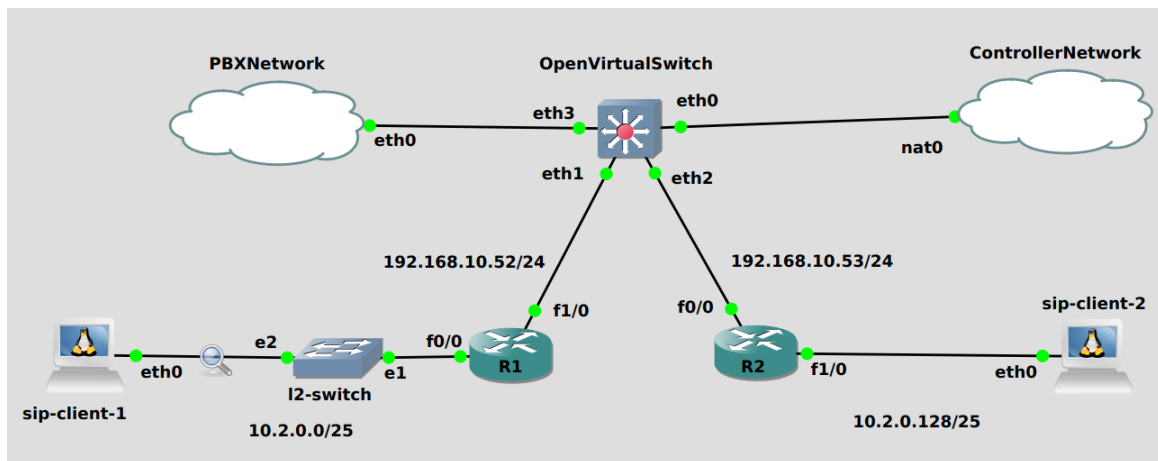 PBXNetwork
OpenVirtualSwitch
ControllerNetwork
eth3
eth0
eth0
nat0
eth1
eth2
192.168.10.52/24
192.168.10.53/24
f1/0
f0/0
sip-client-2
e2
f0/0
R1
R2
eth0
e1
f1/0
eth0
l2-switch
sip-client-1
10.2.0.0/25
10.2.0.128/25